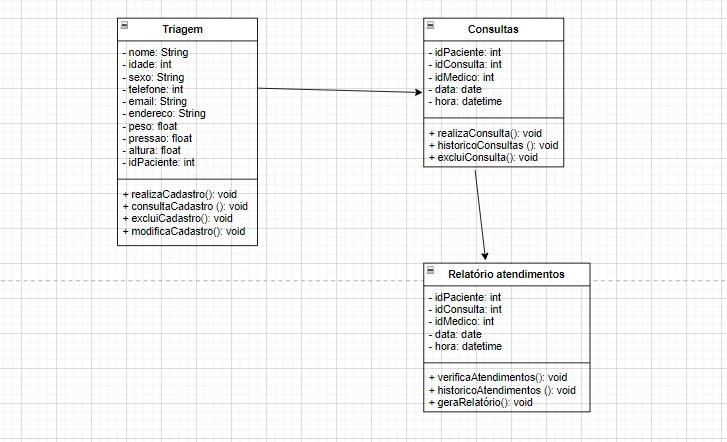 Triagem
- nome: String
- idade: int
- sexo: String
- telefone: int
- email: String
- endereco: String
- peso: float
- pressao: float
- altura: float
- idPaciente: int
+ realizaCadastro(): void
+ consultaCadastro (): void
+ excluiCadastro(): void
+ modificaCadastro(): void
Consultas
- idPaciente: int
- idConsulta: int
- idMedico: int
- data: date
- hora: datetime
+ realizaConsulta(): void
+ historicoConsultas (): void
+ excluiConsulta(): void
Relatório atendimentos
- idPaciente: int
- idConsulta: int
- idMedico: int
- data: date
- hora: datetime
+ verificaAtendimentos(): void
+ historicoAtendimentos (): void
+ geraRelatório(): void